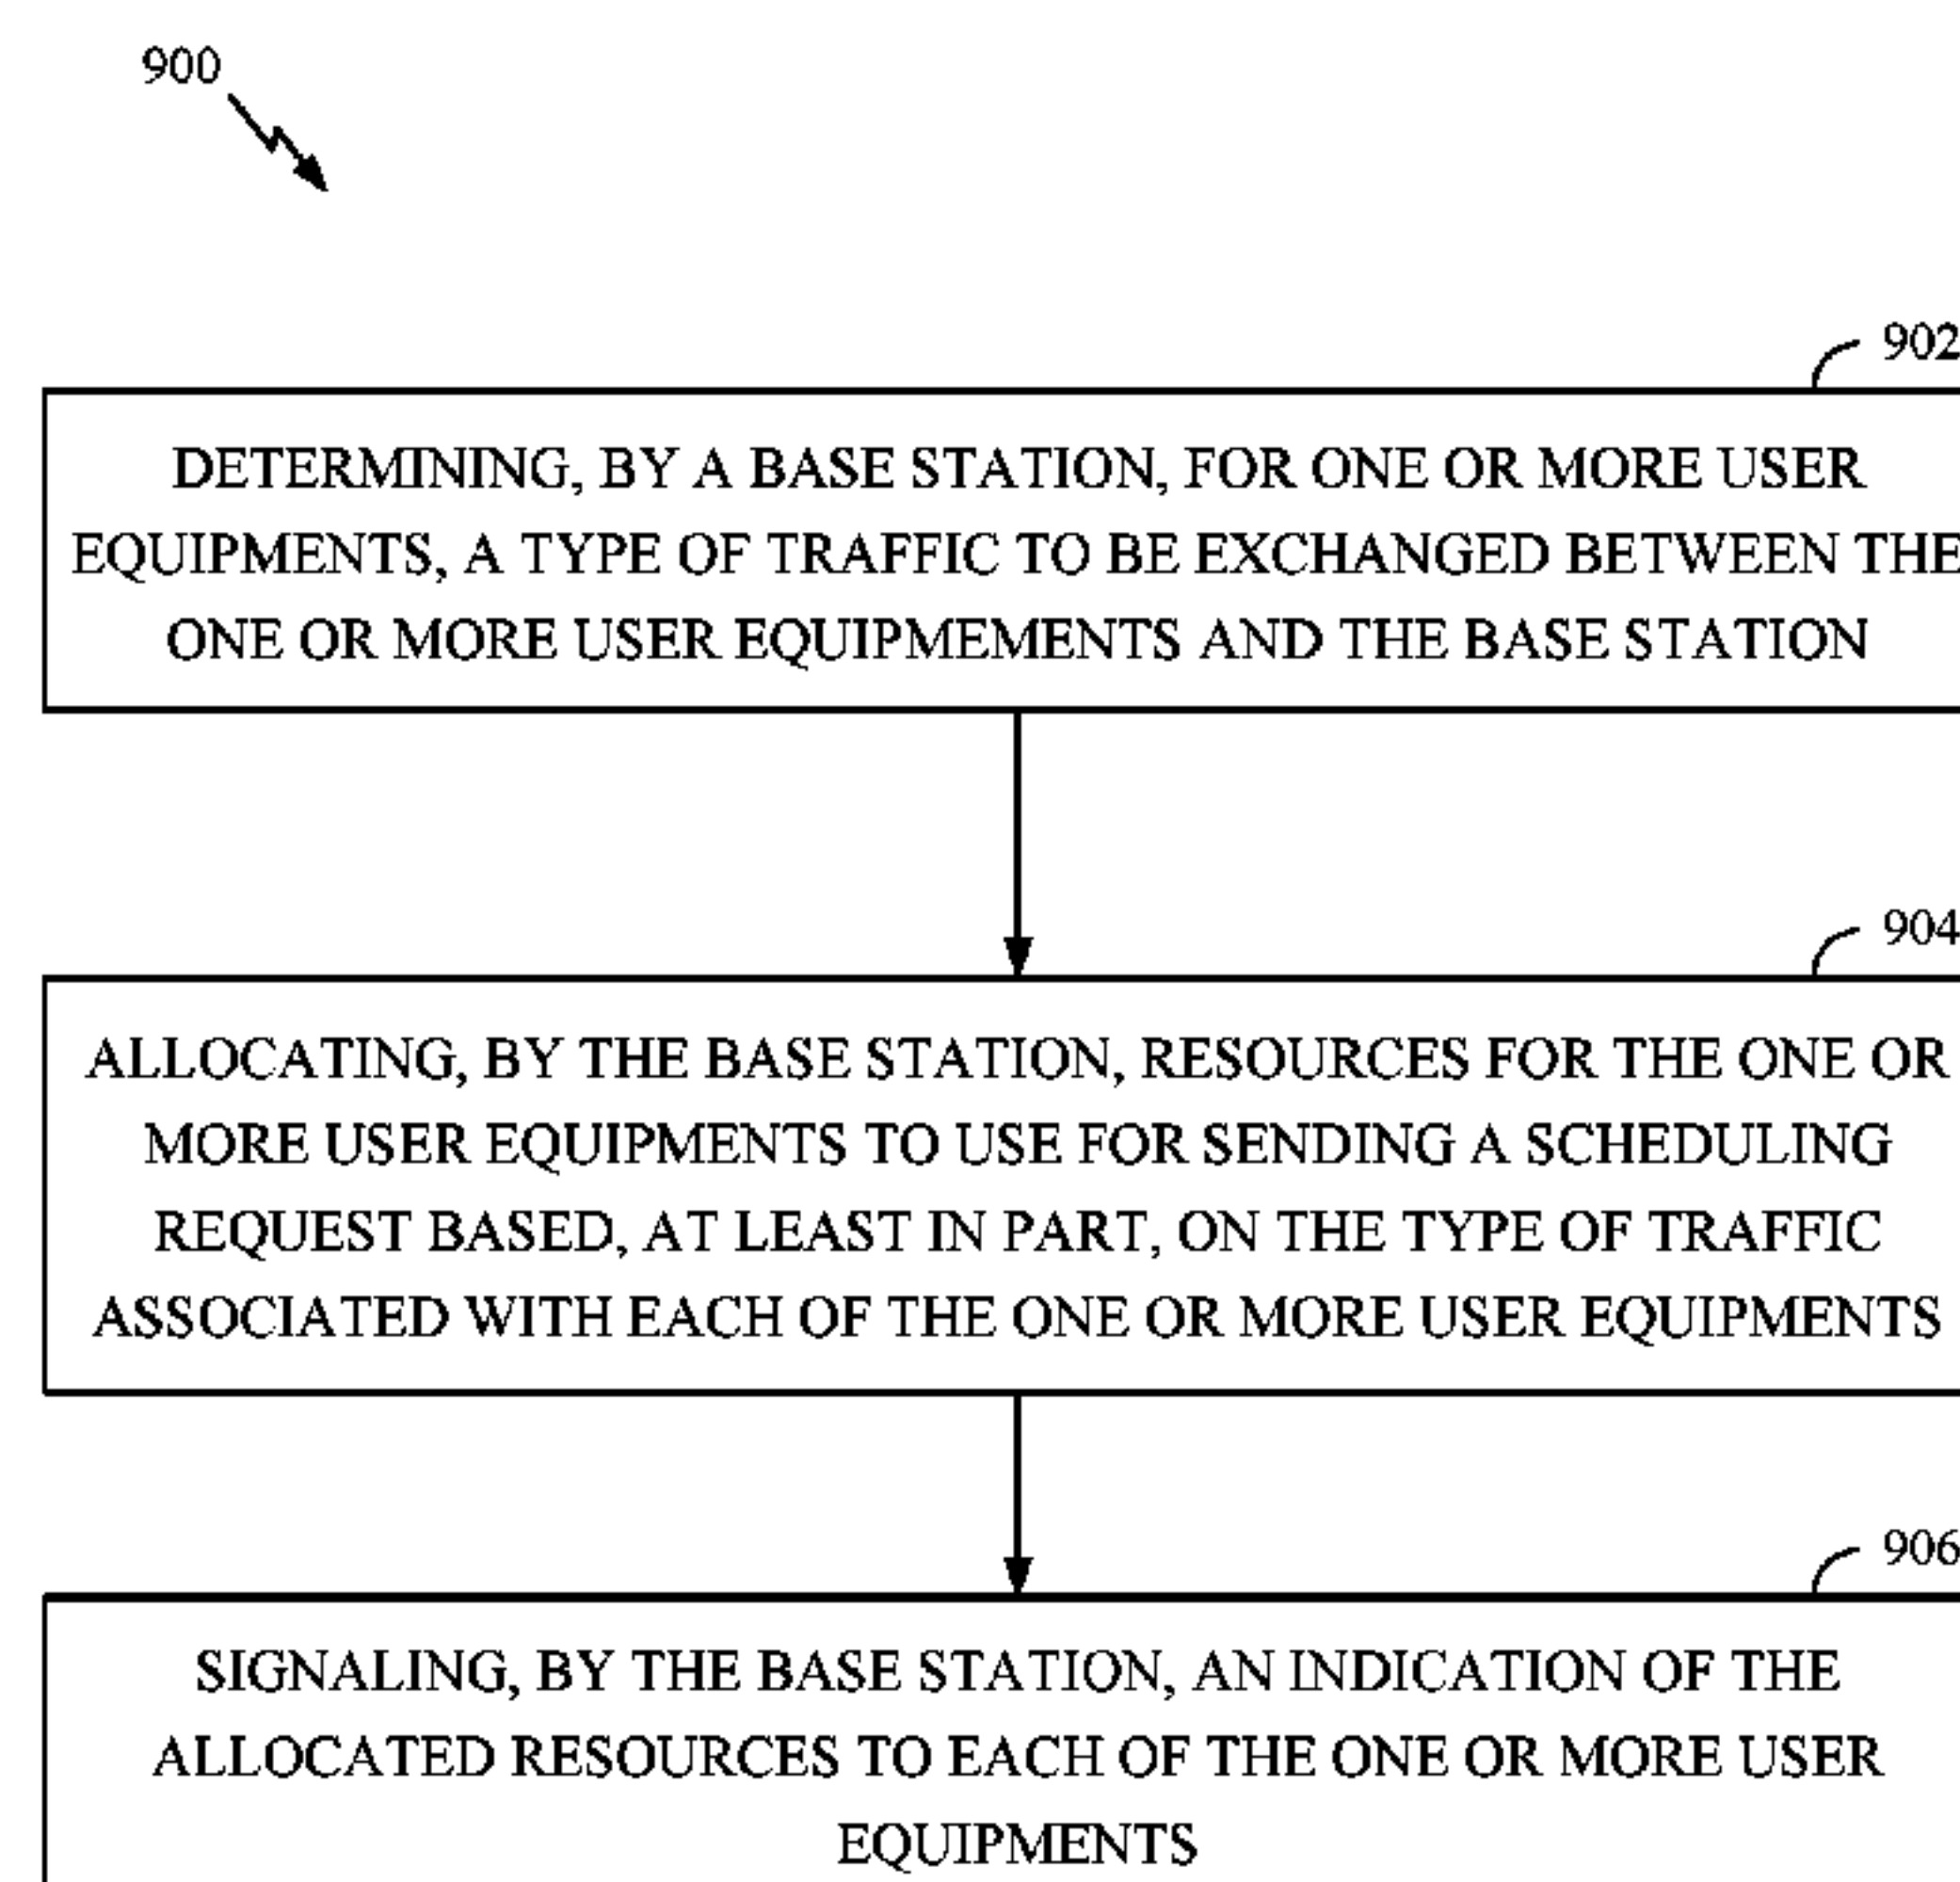 900
902
DETERMINING, BY A BASE STATION, FOR ONE OR MORE USER
EQUIPMENTS, A TYPE OF TRAFFIC TO BE EXCHANGED BETWEEN THE
ONE OR MORE USER EQUIPMEMENTS AND THE BASE STATION
904
ALLOCATING, BY THE BASE STATION, RESOURCES FOR THE ONE OR
MORE USER EQUIPMENTS TO USE FOR SENDING A SCHEDULING
REQUEST BASED, AT LEAST IN PART, ON THE TYPE OF TRAFFIC
ASSOCIATED WITH EACH OF THE ONE OR MORE USER EQUIPMENTS
906
SIGNALING, BY THE BASE STATION, AN INDICATION OF THE
ALLOCATED RESOURCES TO EACH OF THE ONE OR MORE USER
EQUIPMENTS